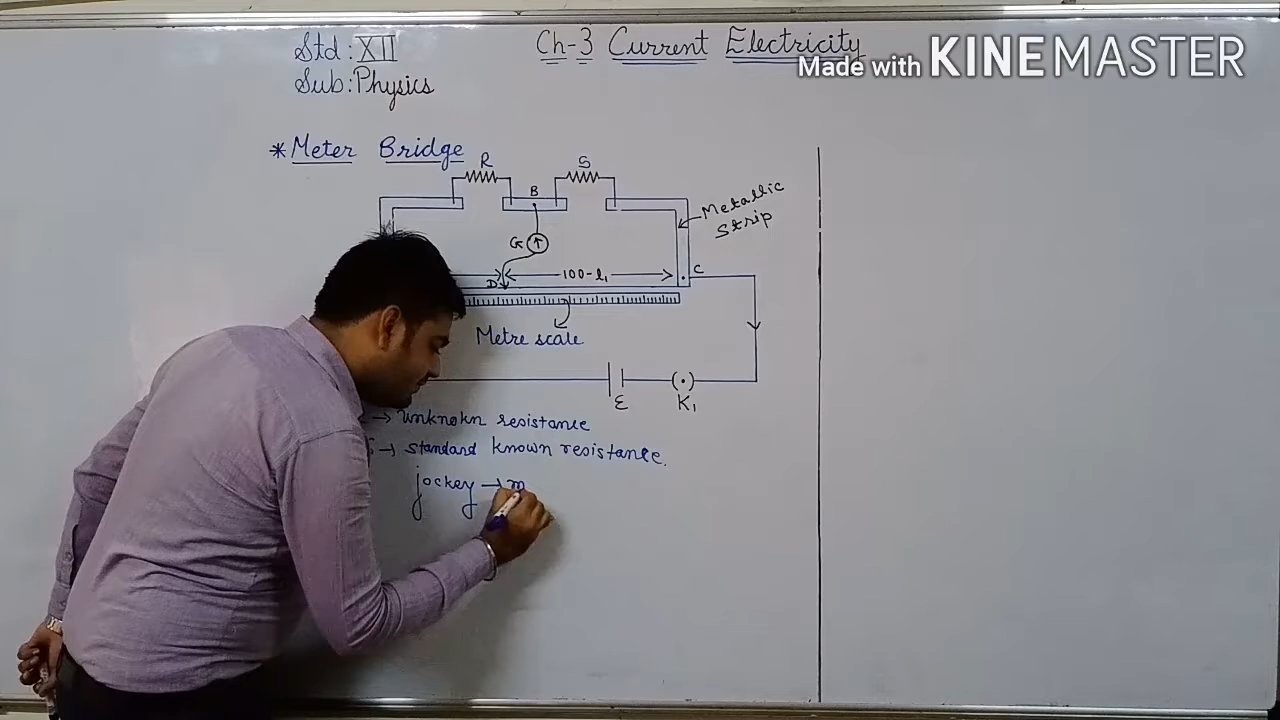 Std : XII
Sub: Physics
Ch-3 Current Electricity
Made with KINEMASTER
* Meter Bridge
R
S
B
Metallic
strip
G
D
100-l₁
C
Metre scale
E
K₁
→ unknokn resistance
S → standard known resistance.
jockey → m